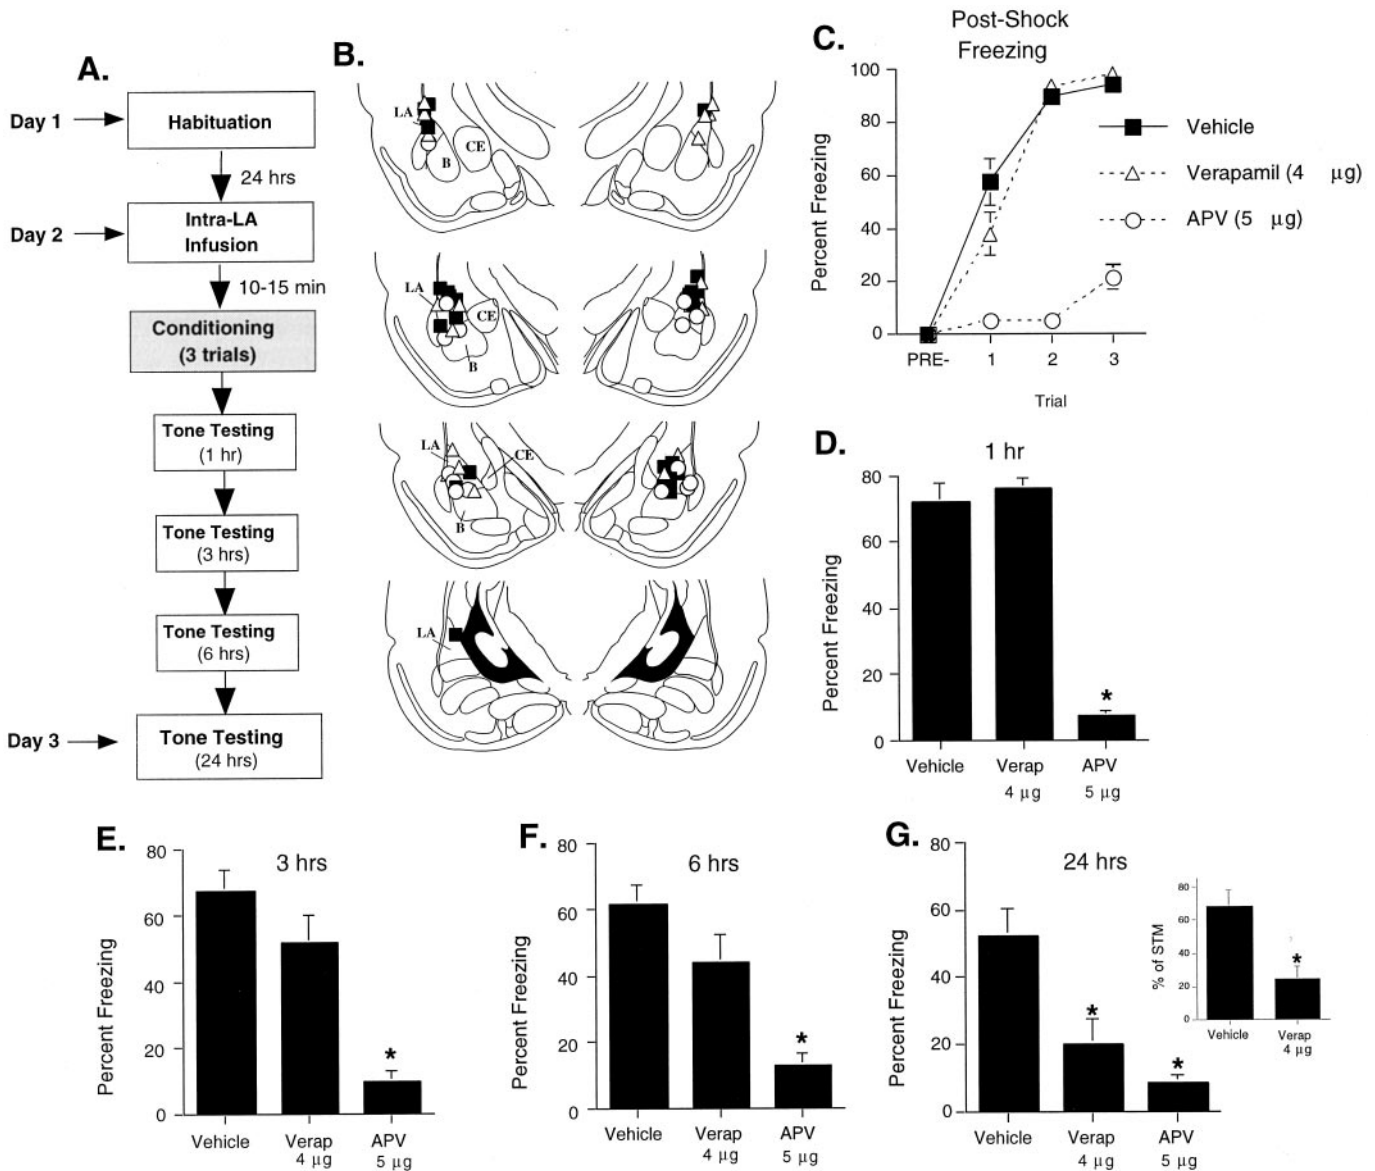 A.
Day 1
Habituation
24 hrs
Day 2
Intra-LA
Infusion
10-15 min
Conditioning
(3 trials)
Tone Testing
(1 hr)
Tone Testing
(3 hrs)
Tone Testing
(6 hrs)
Day 3
Tone Testing
(24 hrs)
B.
LA
B
CE
LA
CE
B
LA
CE
B
LA
C.
Post-Shock
Freezing
Percent Freezing
100
80
60
40
20
0
PRE-
1
2
3
Trial
Vehicle
Verapamil (4 μg)
APV (5 μg)
D.
1 hr
Percent Freezing
80
60
40
20
0
Vehicle
Verap
4 μg
APV
5 μg
*
E.
3 hrs
Percent Freezing
80
60
40
20
0
Vehicle
Verap
4 μg
APV
5 μg
*
F.
6 hrs
Percent Freezing
80
60
40
20
0
Vehicle
Verap
4 μg
APV
5 μg
*
G.
24 hrs
Percent Freezing
80
60
40
20
0
Vehicle
Verap
4 μg
APV
5 μg
*
*
% of STM
80
60
40
20
0
Vehicle
Verap
4 μg
*